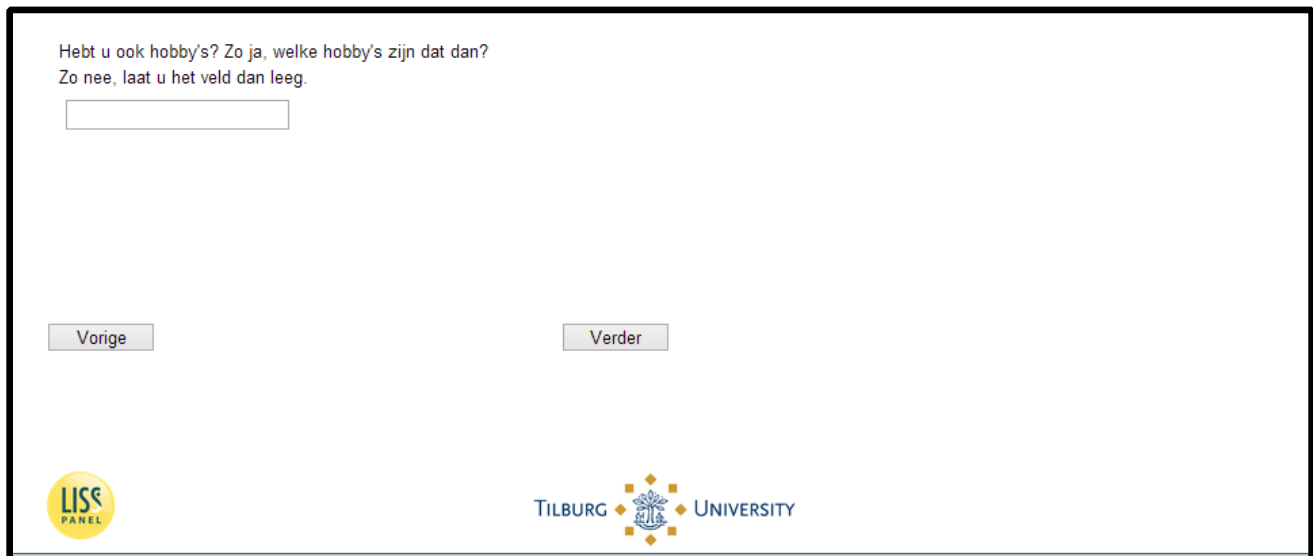 Hebt u ook hobby's? Zo ja, welke hobby's zijn dat dan?
Zo nee, laat u het veld dan leeg.
Vorige
Verder
LISS
PANEL
TILBURG UNIVERSITY